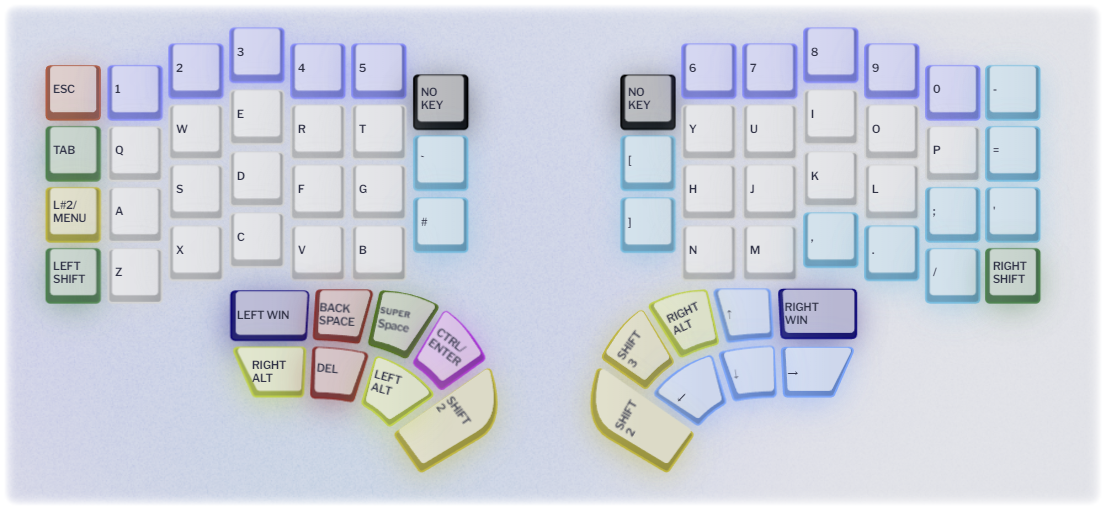 ESC 1 2 3 4 5 NO
KEY
TAB Q W E R T -
L#2/
MENU A S D F G #
LEFT
SHIFT Z X C V B
LEFT WIN BACK
SPACE SUPER
Space CTRL/
ENTER
RIGHT
ALT DEL LEFT
ALT SHIFT
2
NO
KEY 6 7 8 9 0 -
[ Y U I O P =
] H J K L ; '
N M , . / RIGHT
SHIFT
SHIFT
3 RIGHT
ALT ↑ RIGHT
WIN
SHIFT
2 ← ↓ →